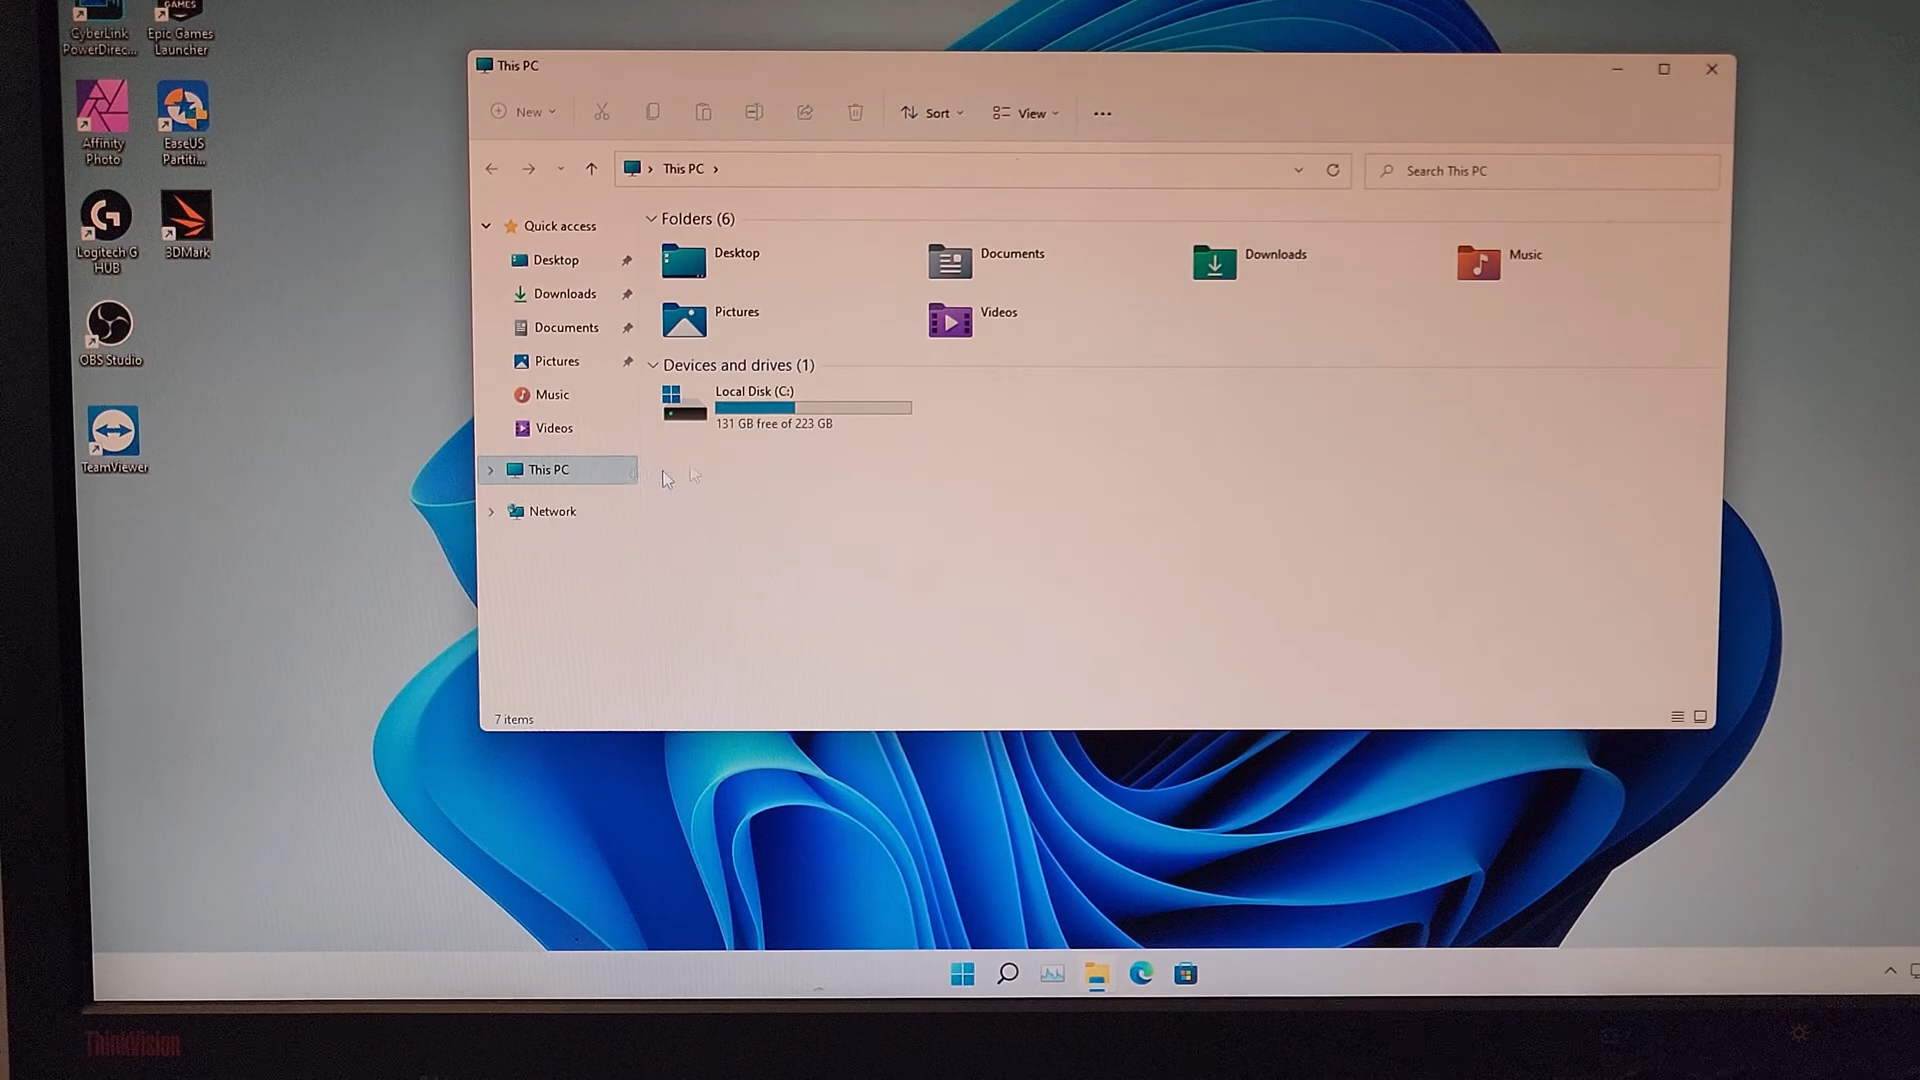 CyberLink
PowerDirec...
GAMES
Epic Games
Launcher
Affinity
Photo
EaseUS
Partiti...
Logitech G
HUB
3DMark
OBS Studio
TeamViewer
This PC
New
Sort
View
This PC
Search This PC
Quick access
Desktop
Downloads
Documents
Pictures
Music
Videos
This PC
Network
Folders (6)
Desktop
Documents
Downloads
Music
Pictures
Videos
Devices and drives (1)
Local Disk (C:)
131 GB free of 223 GB
7 items
ThinkVision